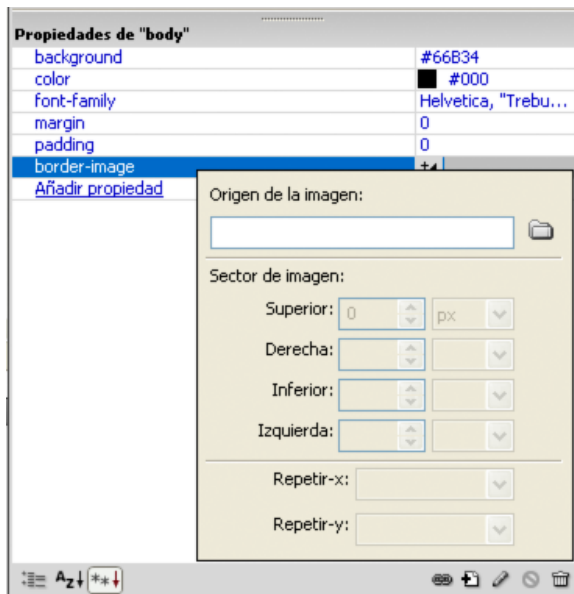 Propiedades de "body"
background #66B34
color #000
font-family Helvetica, "Trebu...
margin 0
padding 0
border-image
Añadir propiedad
Origen de la imagen:
Sector de imagen:
Superior: 0 px
Derecha:
Inferior:
Izquierda:
Repetir-x:
Repetir-y:
AZ↓ **↓